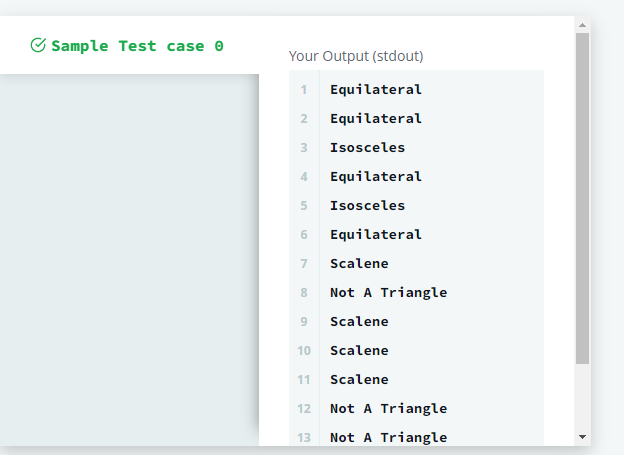 Sample Test case 0
Your Output (stdout)
1 Equilateral
2 Equilateral
3 Isosceles
4 Equilateral
5 Isosceles
6 Equilateral
7 Scalene
8 Not A Triangle
9 Scalene
10 Scalene
11 Scalene
12 Not A Triangle
13 Not A Triangle